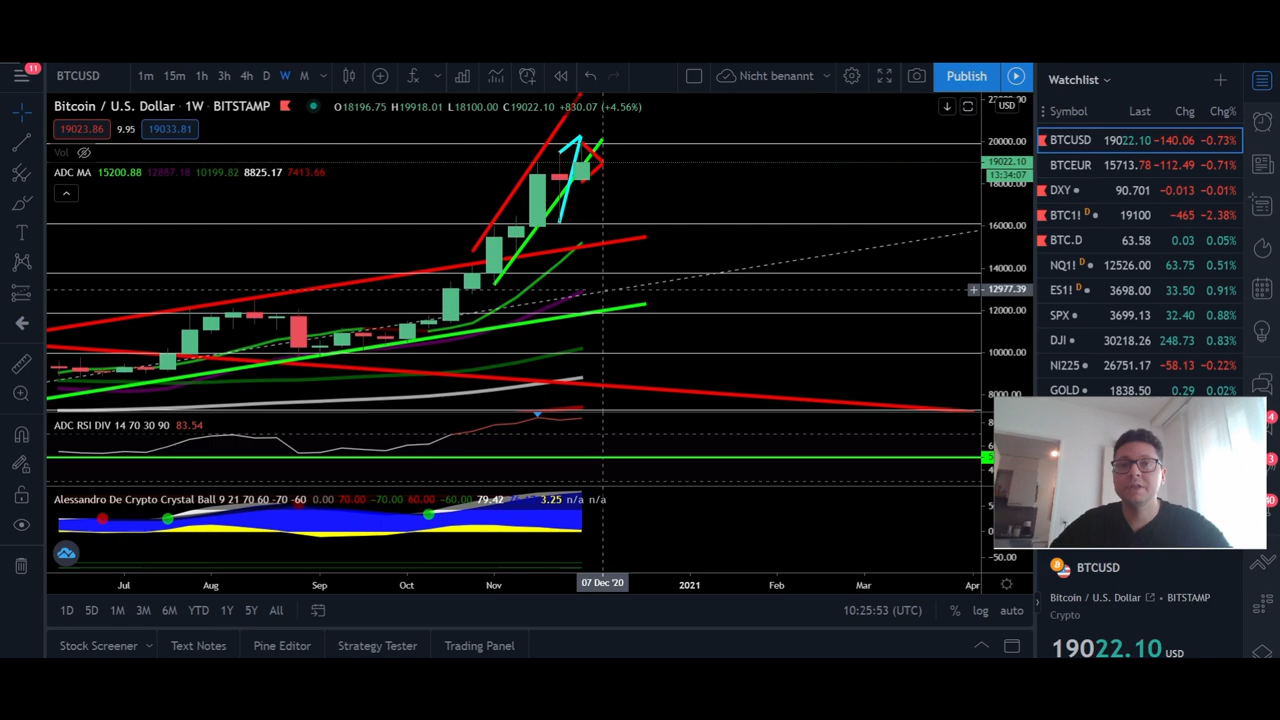 11
BTCUSD 1m 15m 1h 3h 4h D W M Nicht benannt Publish
Watchlist
Bitcoin / U.S. Dollar · 1W · BITSTAMP O18196.75 H19918.01 L18100.00 C19022.10 +830.07 (+4.56%)
19023.86 9.95 19033.81
Vol
ADC MA 15200.88 12887.18 10199.82 8825.17 7413.66
USD
20000.00
19022.10
13:34:07
18000.00
16000.00
14000.00
12977.39
12000.00
10000.00
8000.00
ADC RSI DIV 14 70 30 90 83.54
Alessandro De Crypto Crystal Ball 9 21 70 60 -70 -60 0.00 70.00 -70.00 60.00 -60.00 79.42 3.25 n/a n/a
-50.00
Jul Aug Sep Oct Nov 07 Dec '20 2021 Feb Mar Apr
1D 5D 1M 3M 6M YTD 1Y 5Y All 10:25:53 (UTC) % log auto
Stock Screener Text Notes Pine Editor Strategy Tester Trading Panel
Symbol Last Chg Chg%
BTCUSD 19022.10 -140.06 -0.73%
BTCEUR 15713.78 -112.49 -0.71%
DXY 90.701 -0.013 -0.01%
BTC1! D 19100 -465 -2.38%
BTC.D 63.58 0.03 0.05%
NQ1! D 12526.00 63.75 0.51%
ES1! D 3698.00 33.50 0.91%
SPX 3699.13 32.40 0.88%
DJI 30218.26 248.73 0.83%
NI225 26751.17 -58.13 -0.22%
GOLD 1838.50 0.29 0.02%
BTCUSD
Bitcoin / U.S. Dollar · BITSTAMP
Crypto
19022.10 USD